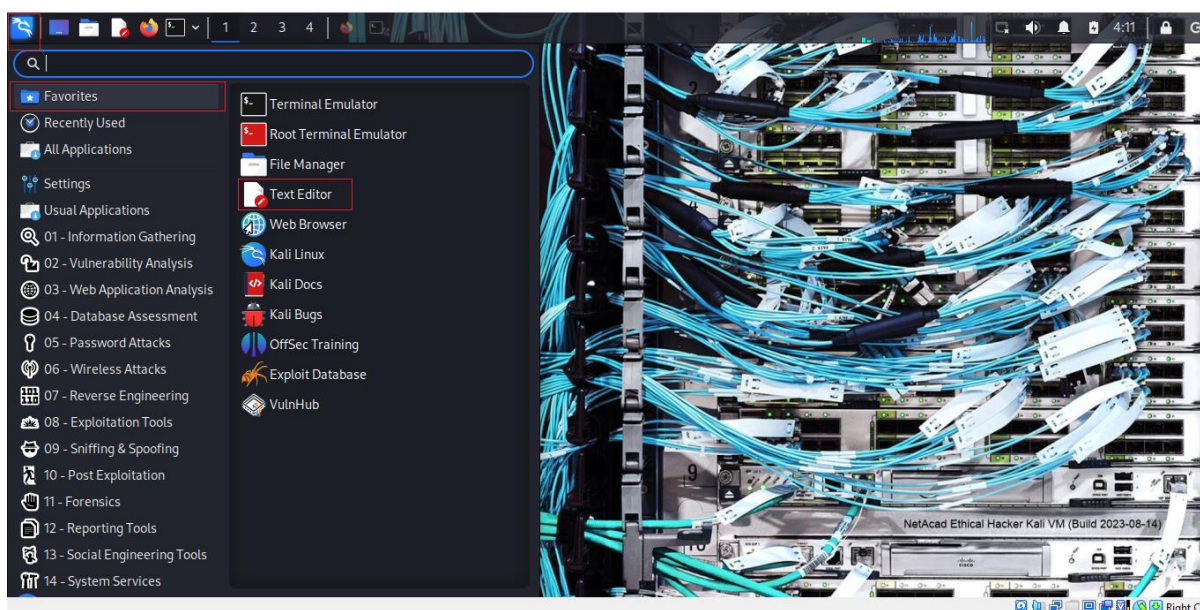 1 2 3 4
4:11
Favorites
Recently Used
All Applications
Settings
Usual Applications
01 - Information Gathering
02 - Vulnerability Analysis
03 - Web Application Analysis
04 - Database Assessment
05 - Password Attacks
06 - Wireless Attacks
07 - Reverse Engineering
08 - Exploitation Tools
09 - Sniffing & Spoofing
10 - Post Exploitation
11 - Forensics
12 - Reporting Tools
13 - Social Engineering Tools
14 - System Services
Terminal Emulator
Root Terminal Emulator
File Manager
Text Editor
Web Browser
Kali Linux
Kali Docs
Kali Bugs
OffSec Training
Exploit Database
VulnHub
2
9
NetAcad Ethical Hacker Kali VM (Build 2023-08-14)
CISCO
Right